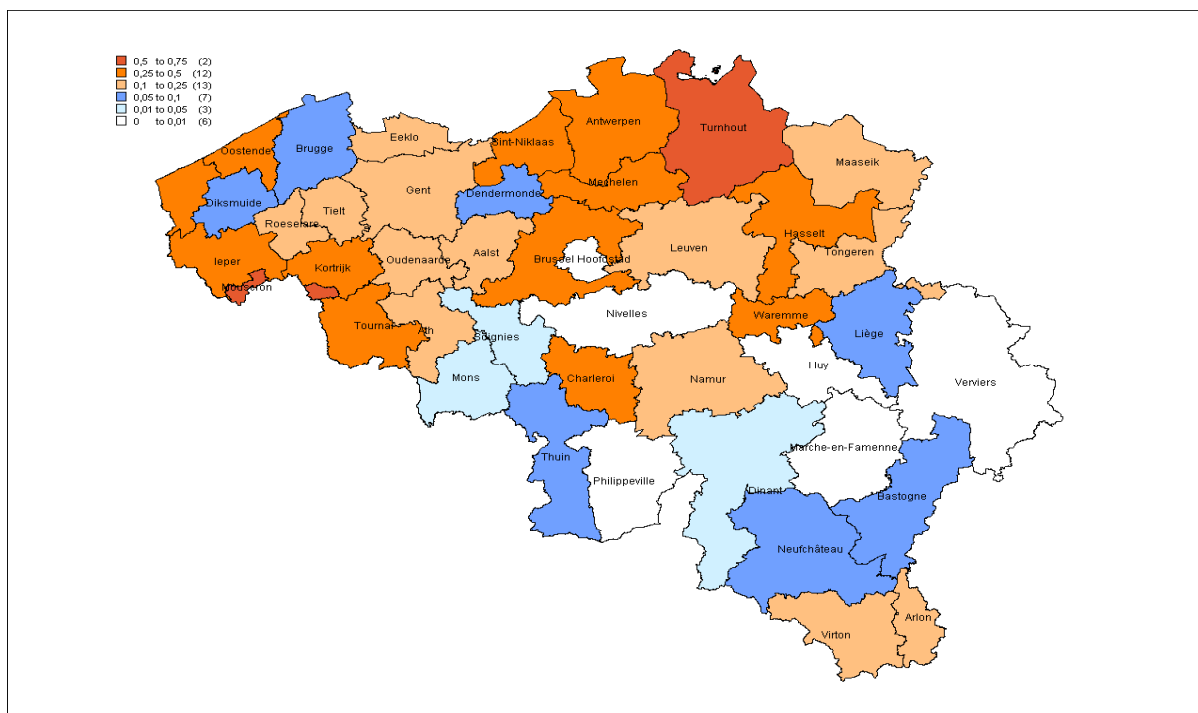 0,5 to 0,75 (2)
0,25 to 0,5 (12)
0,1 to 0,25 (13)
0,05 to 0,1 (7)
0,01 to 0,05 (3)
0 to 0,01 (6)
Turnhout
Antwerpen
Eeklo
Sint-Niklaas
Oostende
Brugge
Maaseik
Mechelen
Gent
Dendermonde
Diksmuide
Tielt
Roeselare
Hasselt
Leuven
Aalst
Tongeren
Ieper
Kortrijk
Oudenaarde
Brussel Hoofdstad
Mouscron
Nivelles
Waremme
Tournai
Ath
Soignies
Liège
Huy
Mons
Charleroi
Namur
Verviers
Marche-en-Famenne
Thuin
Philippeville
Dinant
Bastogne
Neufchâteau
Arlon
Virton